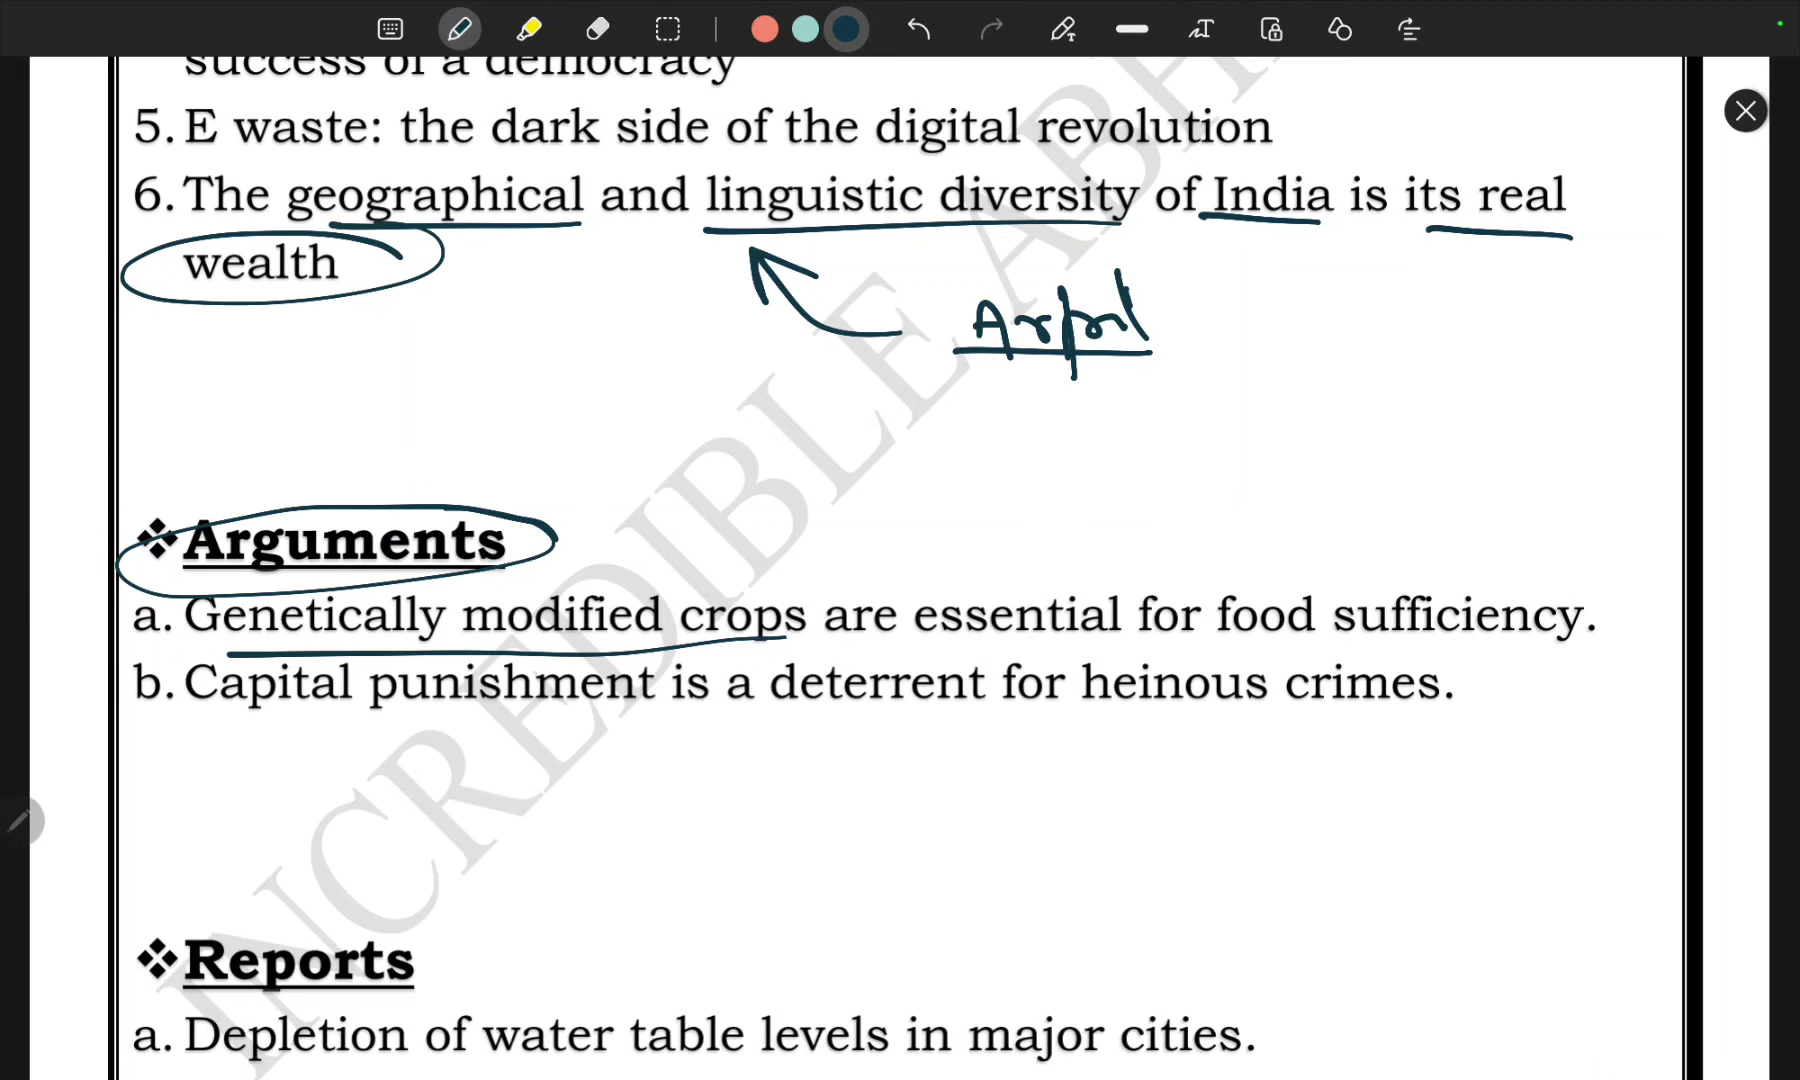 success of a democracy
5. E waste: the dark side of the digital revolution
6. The geographical and linguistic diversity of India is its real
wealth
❖Arguments
a. Genetically modified crops are essential for food sufficiency.
b. Capital punishment is a deterrent for heinous crimes.
❖Reports
a. Depletion of water table levels in major cities.
INCREDIBLE ABH